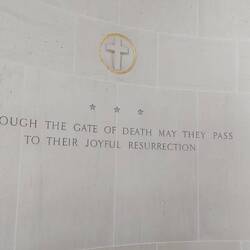 * * *
OUGH THE GATE OF DEATH MAY THEY PASS
TO THEIR JOYFUL RESURRECTION